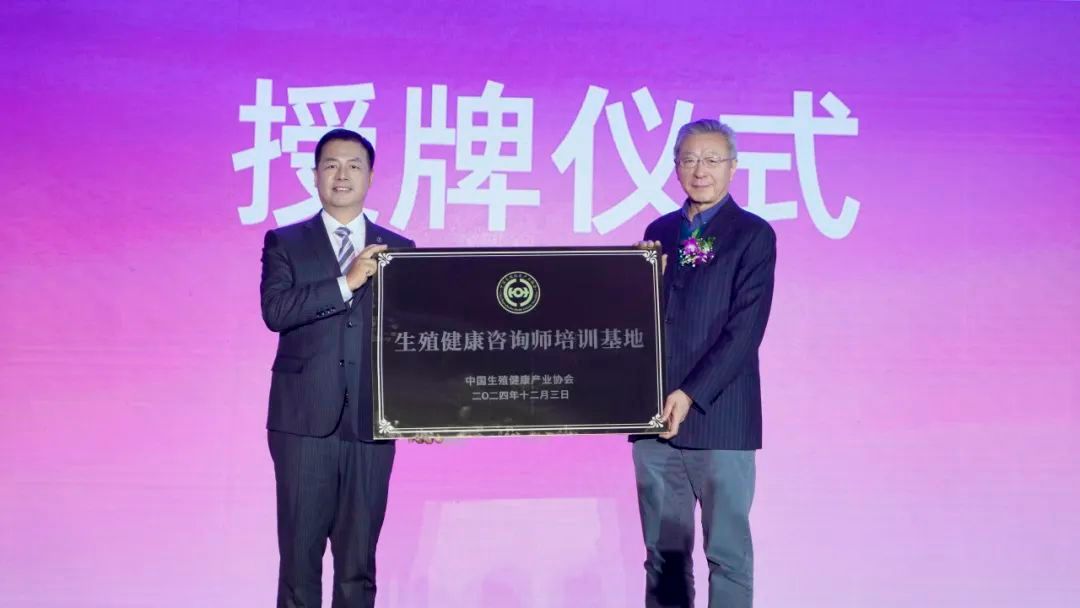 授牌仪式
生殖健康咨询师培训基地
中国生殖健康产业协会
二〇二四年十二月三日